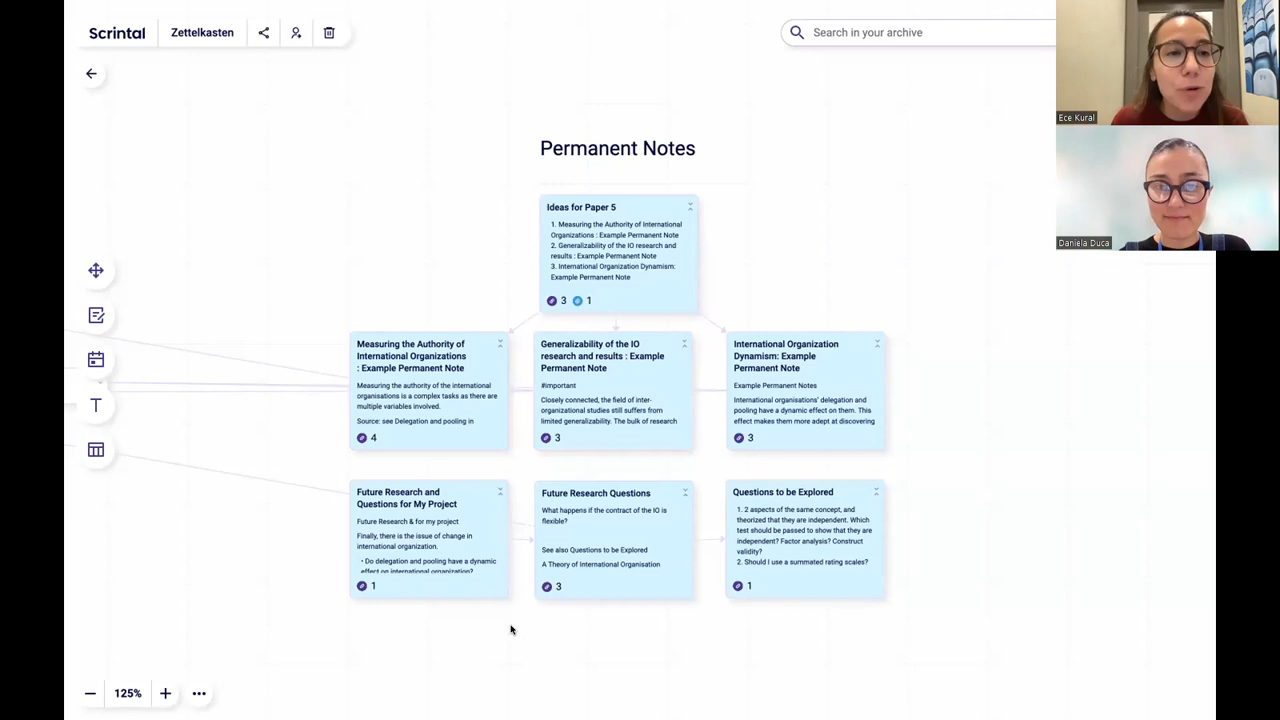 Scrintal
Zettelkasten
Search in your archive
Ece Kural
Daniela Duca
Permanent Notes
Ideas for Paper 5
1. Measuring the Authority of International
Organizations : Example Permanent Note
2. Generalizability of the IO research and
results : Example Permanent Note
3. International Organization Dynamism:
Example Permanent Note
3
1
Measuring the Authority of
International Organizations
: Example Permanent Note
Measuring the authority of the international
organisations is a complex tasks as there are
multiple variables involved.
Source: see Delegation and pooling in
4
Generalizability of the IO
research and results : Example
Permanent Note
#important
Closely connected, the field of inter-
organizational studies still suffers from
limited generalizability. The bulk of research
3
International Organization
Dynamism: Example
Permanent Note
Example Permanent Notes
International organisations' delegation and
pooling have a dynamic effect on them. This
effect makes them more adept at discovering
3
Future Research and
Questions for My Project
Future Research & for my project
Finally, there is the issue of change in
international organization.
• Do delegation and pooling have a dynamic
effect on international organization?
1
Future Research Questions
What happens if the contract of the IO is
flexible?
See also Questions to be Explored
A Theory of International Organisation
3
Questions to be Explored
1. 2 aspects of the same concept, and
theorized that they are independent. Which
test should be passed to show that they are
independent? Factor analysis? Construct
validity?
2. Should I use a summated rating scales?
1
T
125%